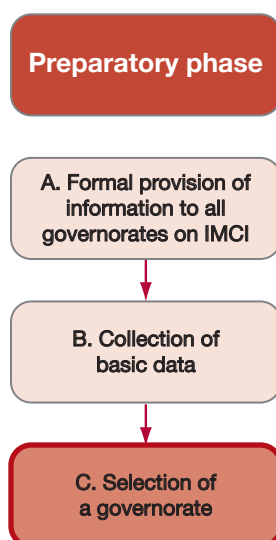 Preparatory phase
A. Formal provision of
information to all
governorates on IMCI
B. Collection of
basic data
C. Selection of
a governorate